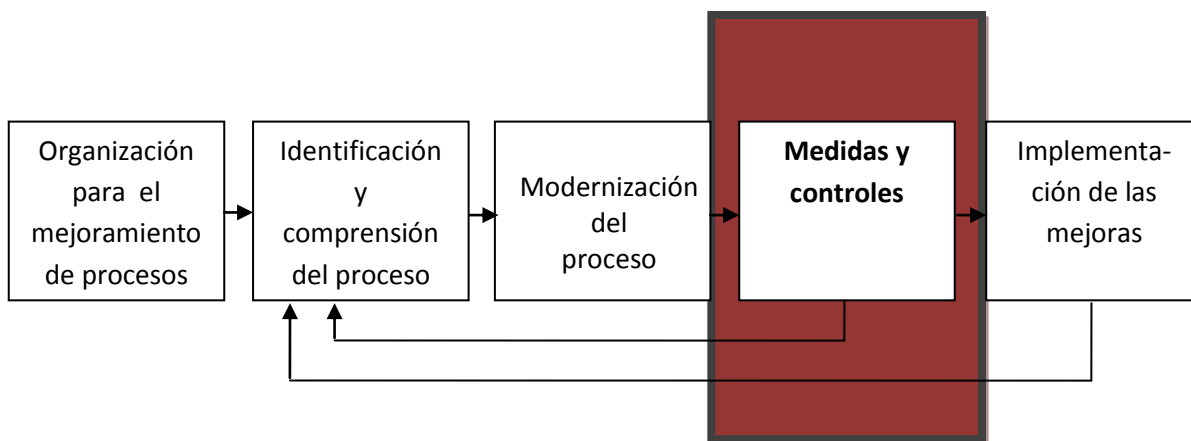 Organización
para el
mejoramiento
de procesos
Identificación
y
comprensión
del proceso
Modernización
del
proceso
Medidas y
controles
Implementa-
ción de las
mejoras